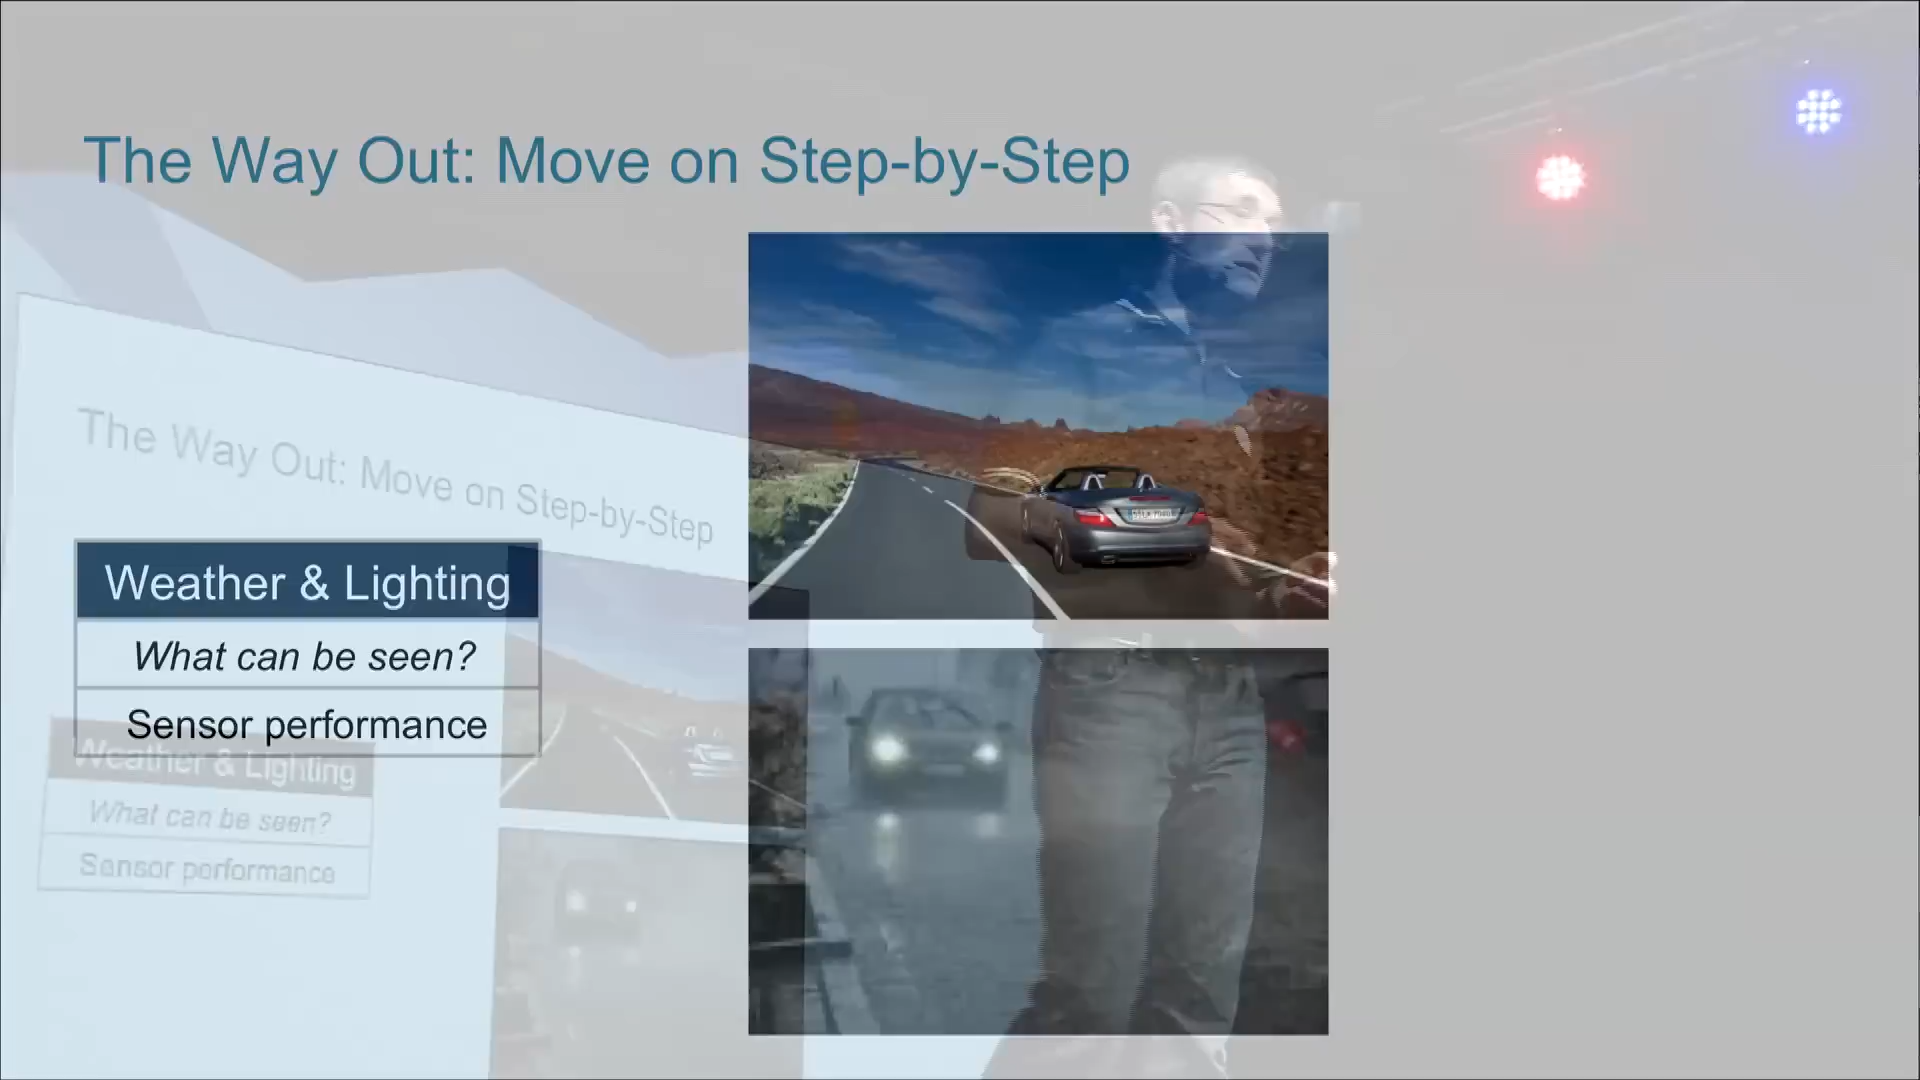 The Way Out: Move on Step-by-Step
Weather & Lighting
What can be seen?
Sensor performance
The Way Out: Move on Step-by-Step
Weather & Lighting
What can be seen?
Sensor performance